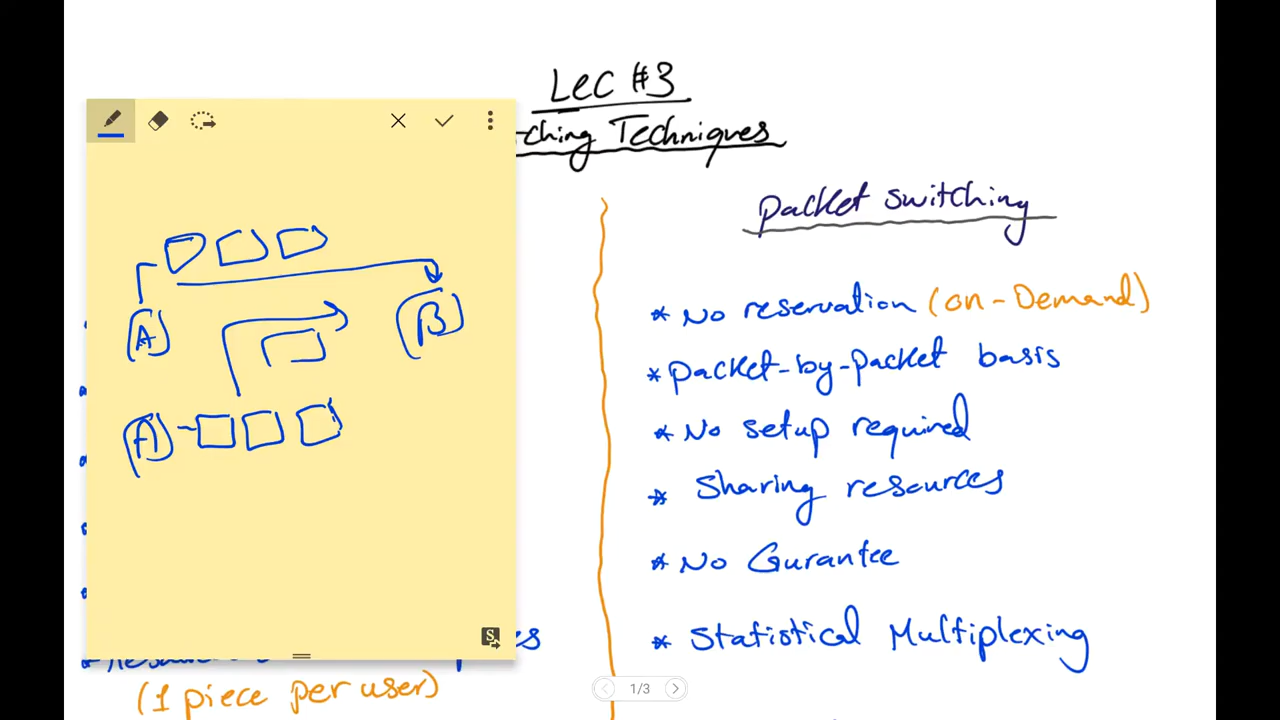 Lec #3
ching Techniques
packet switching
* No reservation (on-Demand)
* packet-by-packet basis
* No setup required
* Sharing resources
* No Gurantee
* Statistical Multiplexing
A
B
A
(1 piece per user)
1/3